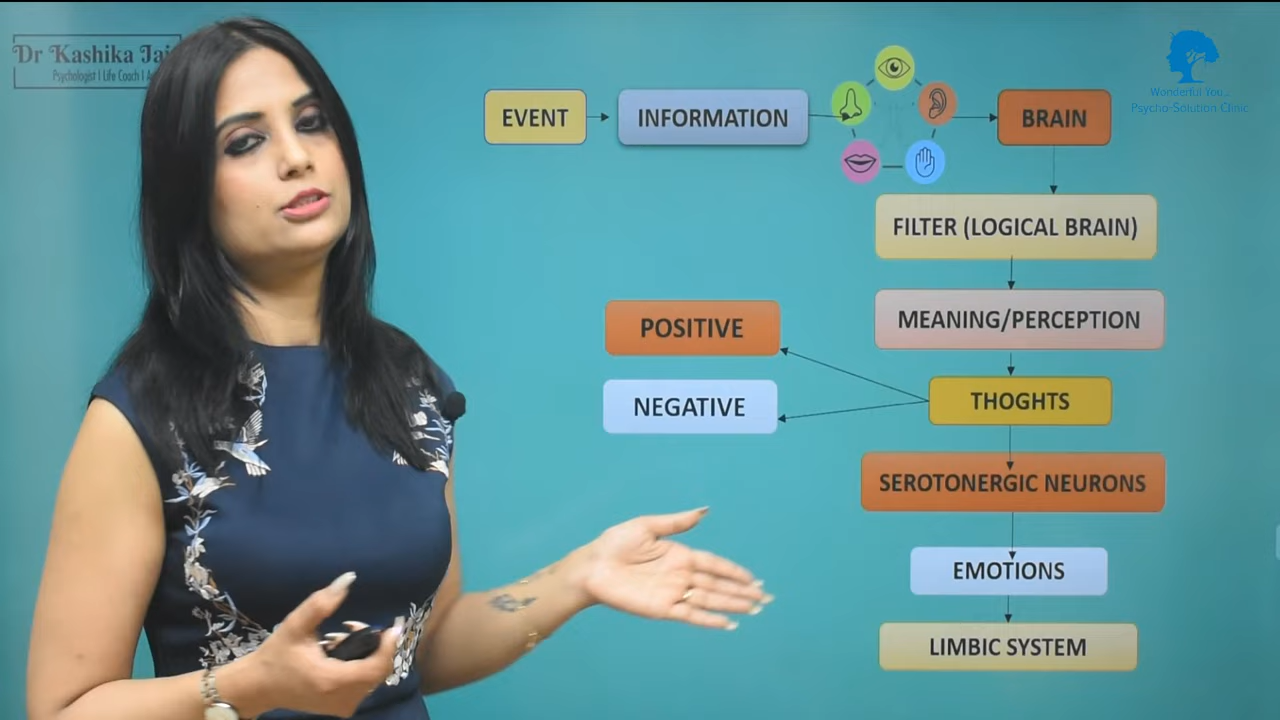 Dr Kashika Jai
Psychologist | Life Coach | A
Wonderful You...
Psycho-Solution Clinic
EVENT
INFORMATION
BRAIN
FILTER (LOGICAL BRAIN)
MEANING/PERCEPTION
POSITIVE
NEGATIVE
THOGHTS
SEROTONERGIC NEURONS
EMOTIONS
LIMBIC SYSTEM